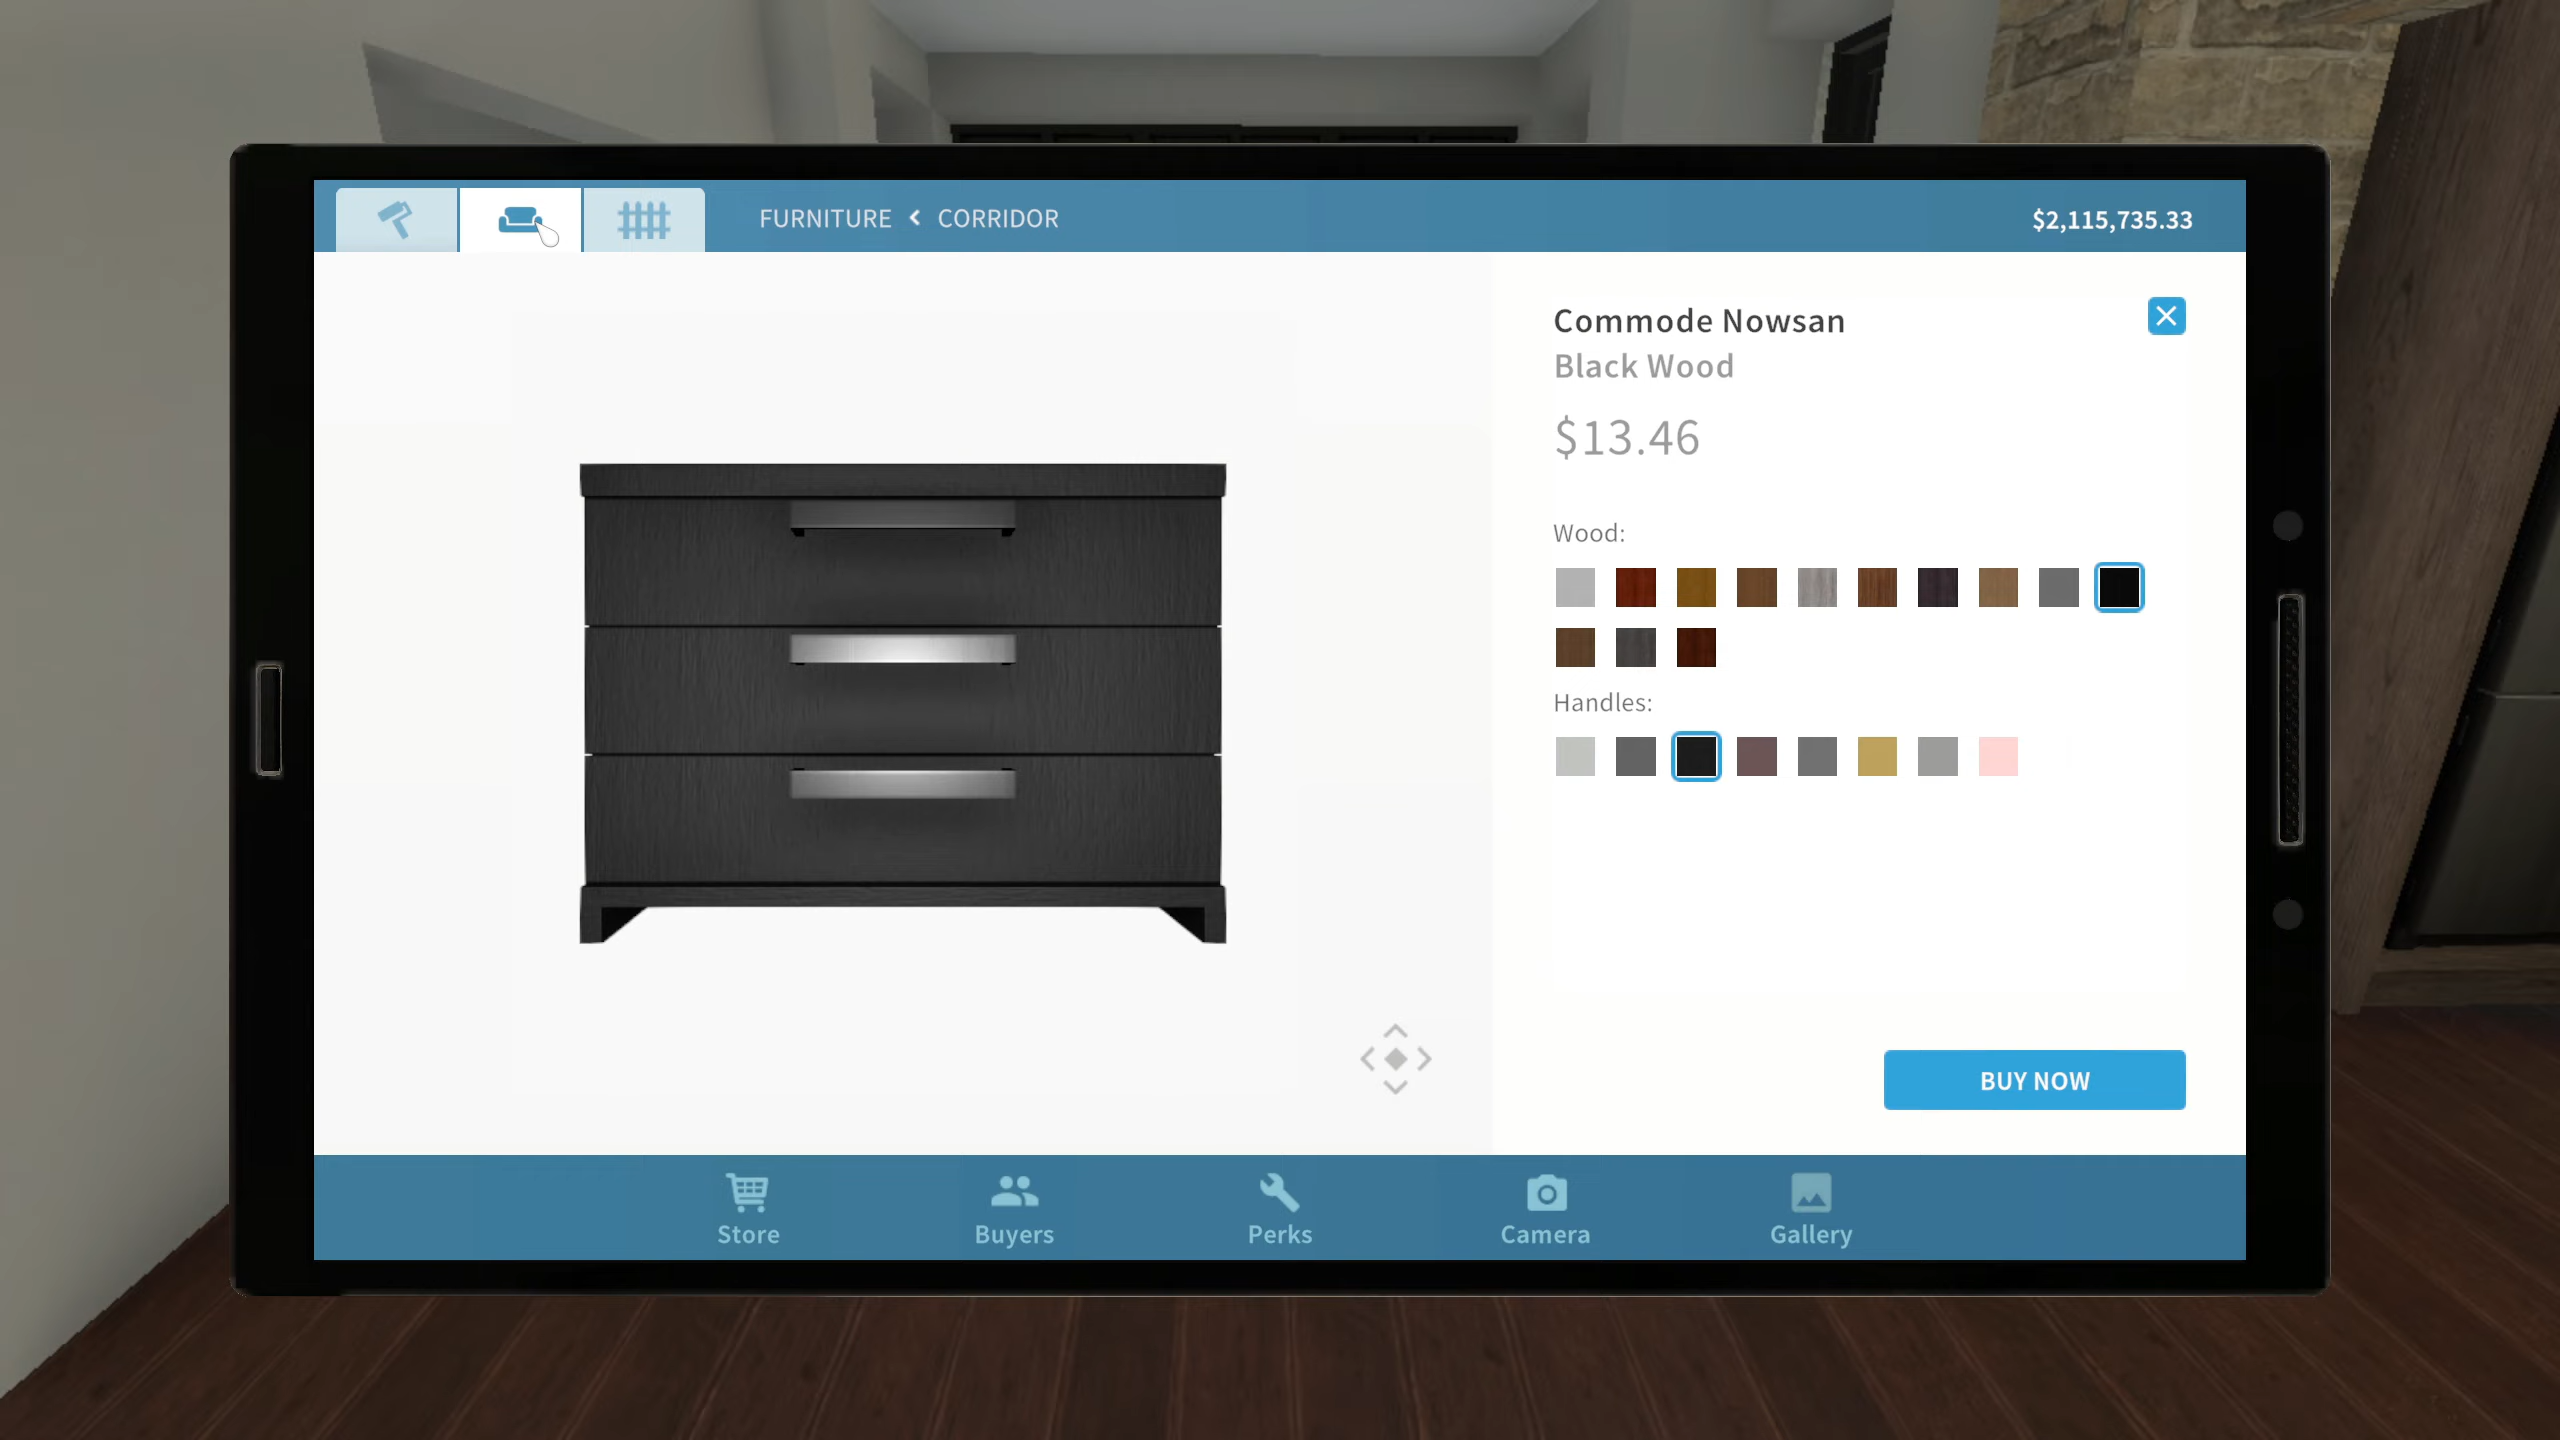 FURNITURE < CORRIDOR
$2,115,735.33
Commode Nowsan
Black Wood
$13.46
Wood:
Handles:
BUY NOW
Store
Buyers
Perks
Camera
Gallery